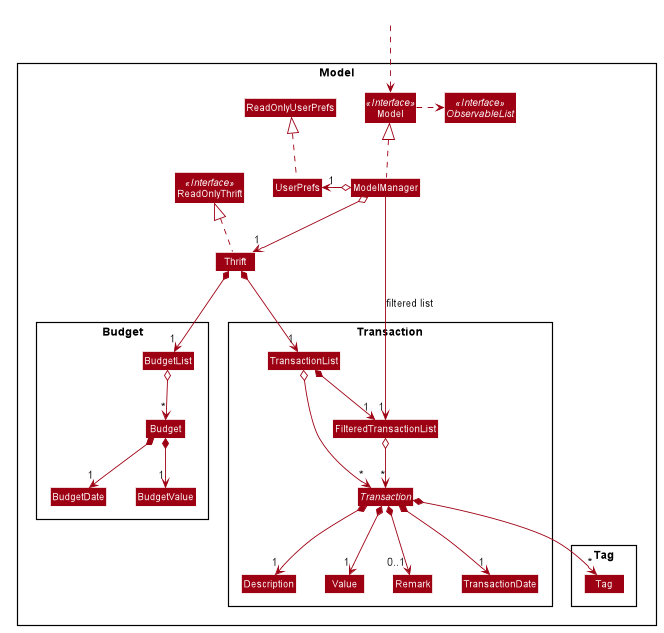 Model
«Interface»
Model
«Interface»
ObservableList
ReadOnlyUserPrefs
UserPrefs
1
ModelManager
«Interface»
ReadOnlyThrift
1
Thrift
filtered list
Budget
Transaction
1
BudgetList
1
TransactionList
*
Budget
1
1
FilteredTransactionList
1
BudgetDate
1
BudgetValue
*
*
Transaction
1
Description
1
Value
0..1
Remark
1
TransactionDate
Tag
*
Tag